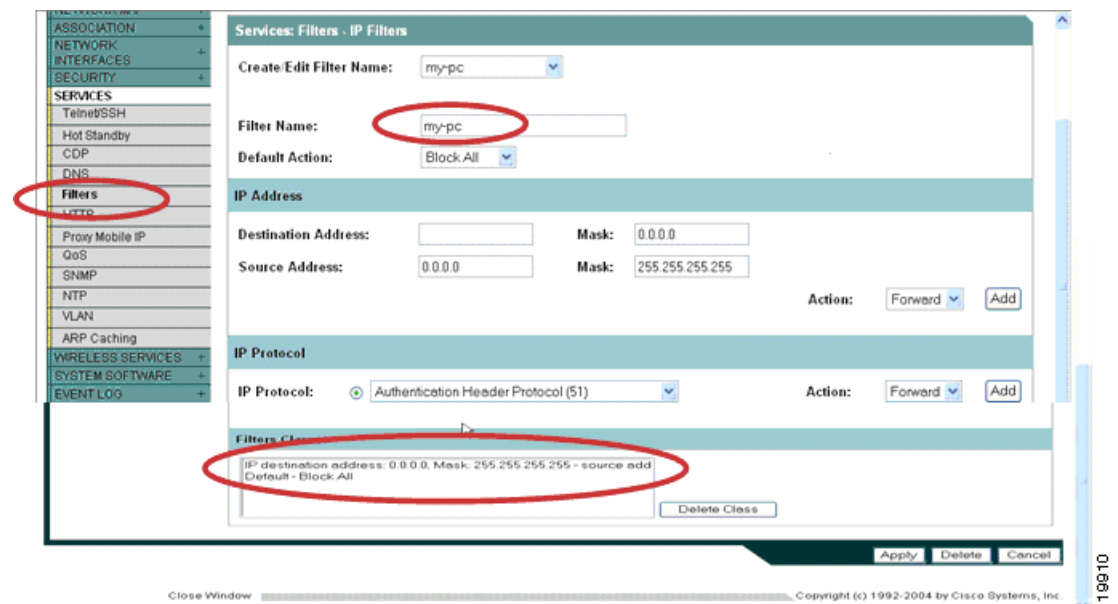 ASSOCIATION +
NETWORK INTERFACES +
SECURITY +
SERVICES
Telnet/SSH
Hot Standby
CDP
DNS
Filters
HTTP
Proxy Mobile IP
QoS
SNMP
NTP
VLAN
ARP Caching
WIRELESS SERVICES +
SYSTEM SOFTWARE +
EVENT LOG +
Services: Filters - IP Filters
Create/Edit Filter Name: my-pc
Filter Name: my-pc
Default Action: Block All
IP Address
Destination Address: Mask: 0.0.0.0
Source Address: 0.0.0.0 Mask: 255.255.255.255
Action: Forward Add
IP Protocol
IP Protocol: Authentication Header Protocol (51) Action: Forward Add
Filters
IP destination address: 0.0.0.0, Mask: 255.255.255.255 - source add
Default - Block All
Delete Class
Apply Delete Cancel
Close Window Copyright (c) 1992-2004 by Cisco Systems, Inc.
19910